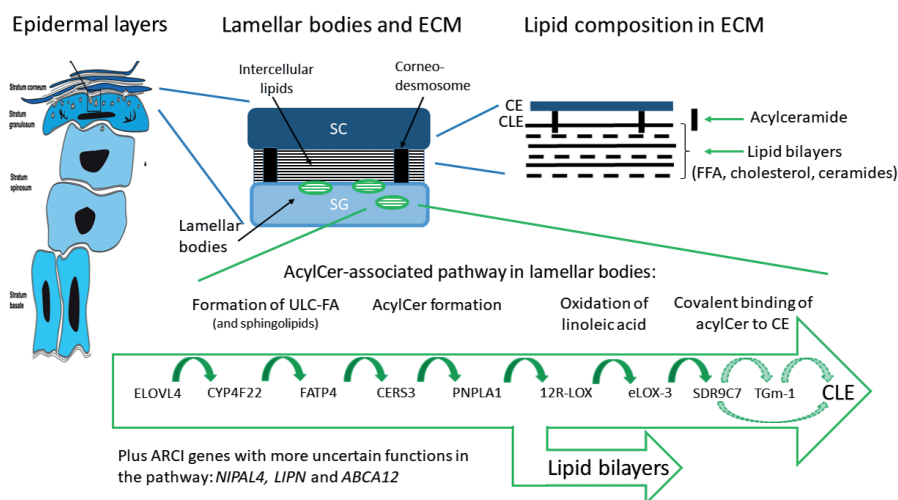 Epidermal layers
Lamellar bodies and ECM
Lipid composition in ECM
Stratum corneum
Stratum
granulosum
Stratum
spinosum
Stratum
basale
Intercellular
lipids
Corneo-
desmosome
SC
SG
Lamellar
bodies
CE
CLE
Acylceramide
Lipid bilayers
(FFA, cholesterol, ceramides)
AcylCer-associated pathway in lamellar bodies:
Formation of ULC-FA
(and sphingolipids)
AcylCer formation
Oxidation of
linoleic acid
Covalent binding of
acylCer to CE
ELOVL4
CYP4F22
FATP4
CERS3
PNPLA1
12R-LOX
eLOX-3
SDR9C7
TGm-1
CLE
Plus ARCI genes with more uncertain functions in
the pathway: NIPAL4, LIPN and ABCA12
Lipid bilayers